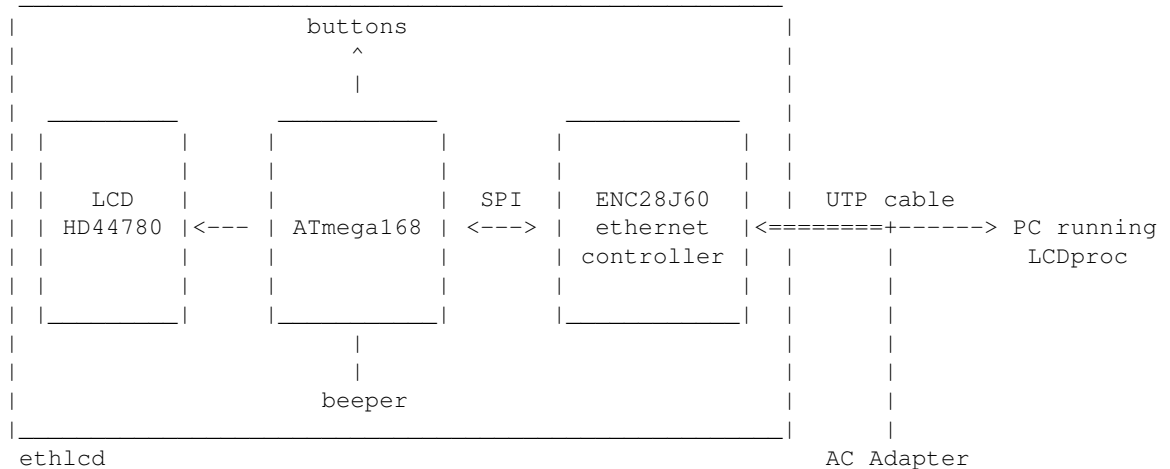 buttons
LCD SPI ENC28J60 UTP cable
HD44780 <--- ATmega168 <---> ethernet <========+------> PC running
controller LCDproc
beeper
ethlcd AC Adapter